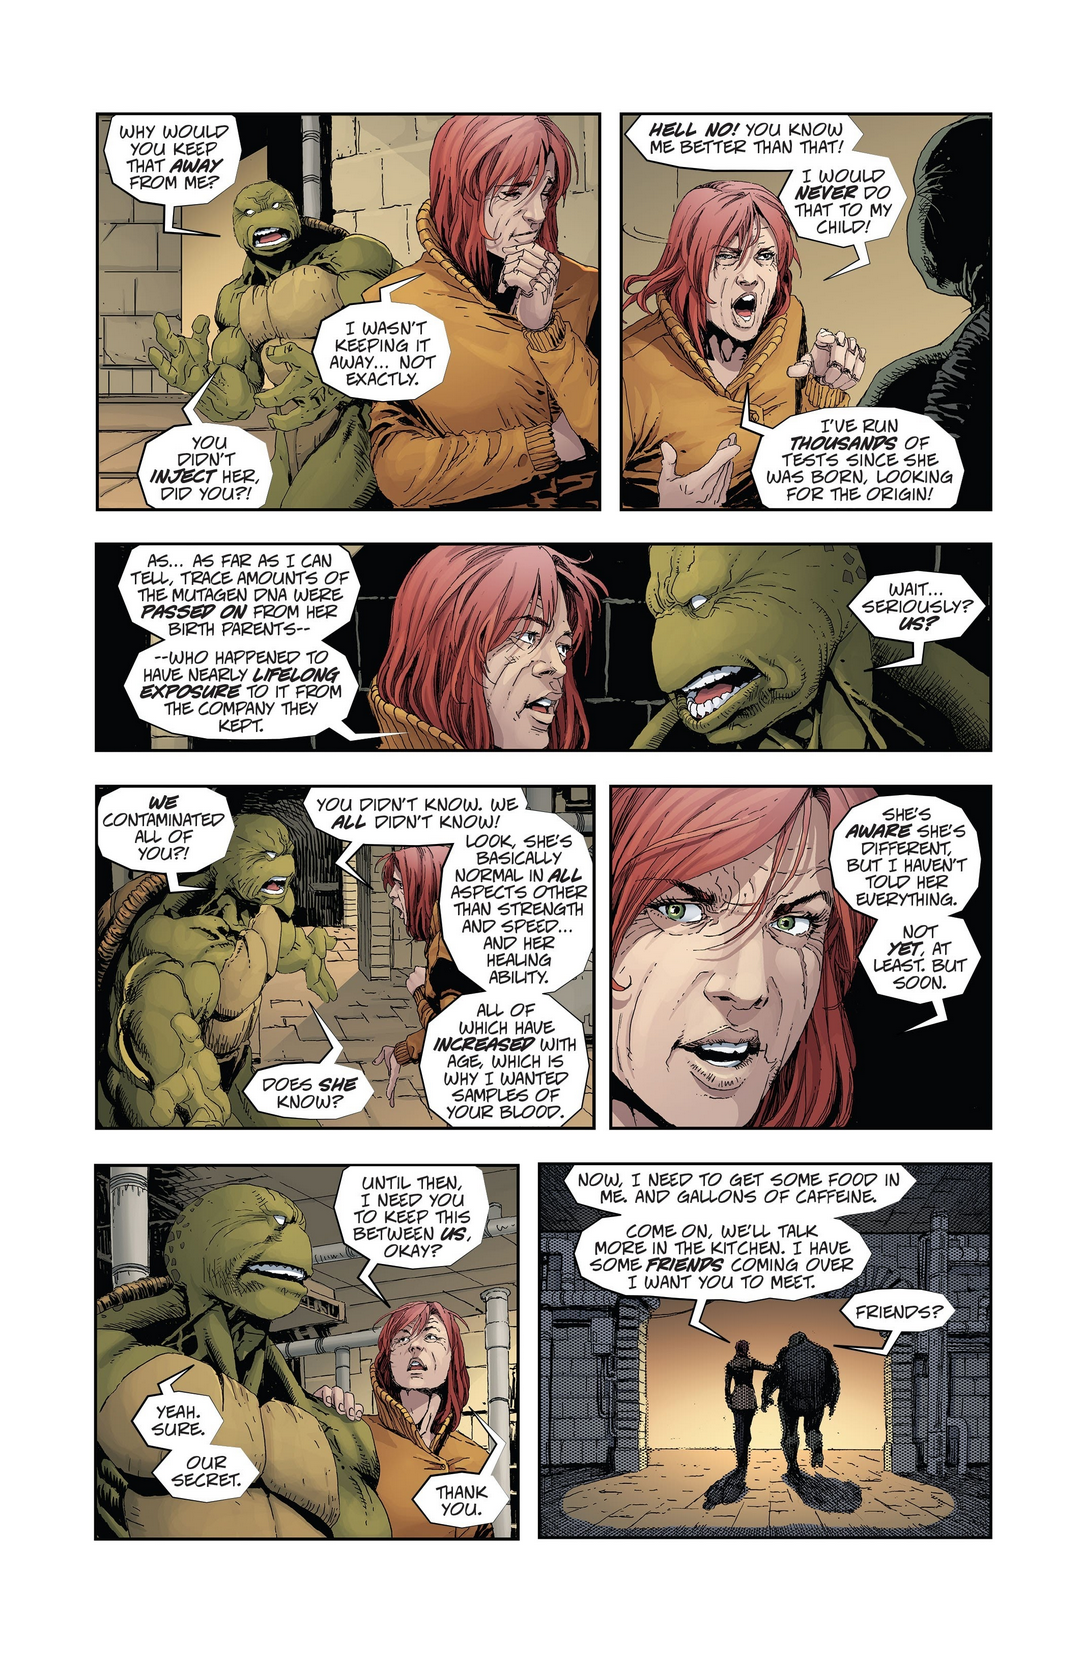 WHY WOULD
YOU KEEP
THAT AWAY
FROM ME?
I WASN'T
KEEPING IT
AWAY... NOT
EXACTLY.
YOU
DIDN'T
INJECT HER,
DID YOU?!
HELL NO! YOU KNOW
ME BETTER THAN THAT!
I WOULD
NEVER DO
THAT TO MY
CHILD!
I'VE RUN
THOUSANDS OF
TESTS SINCE SHE
WAS BORN, LOOKING
FOR THE ORIGIN!
AS... AS FAR AS I CAN
TELL, TRACE AMOUNTS OF
THE MUTAGEN DNA WERE
PASSED ON FROM HER
BIRTH PARENTS--
--WHO HAPPENED TO
HAVE NEARLY LIFELONG
EXPOSURE TO IT FROM
THE COMPANY THEY
KEPT.
WAIT...
SERIOUSLY?
US?
WE
CONTAMINATED
ALL OF
YOU?!
YOU DIDN'T KNOW. WE
ALL DIDN'T KNOW!
LOOK, SHE'S
BASICALLY
NORMAL IN ALL
ASPECTS OTHER
THAN STRENGTH
AND SPEED...
AND HER
HEALING
ABILITY.
ALL OF
WHICH HAVE
INCREASED WITH
AGE, WHICH IS
WHY I WANTED
SAMPLES OF
YOUR BLOOD.
DOES SHE
KNOW?
SHE'S
AWARE SHE'S
DIFFERENT,
BUT I HAVEN'T
TOLD HER
EVERYTHING.
NOT
YET, AT
LEAST. BUT
SOON.
UNTIL THEN,
I NEED YOU
TO KEEP THIS
BETWEEN US,
OKAY?
YEAH.
SURE.
OUR
SECRET.
THANK
YOU.
NOW, I NEED TO GET SOME FOOD IN
ME. AND GALLONS OF CAFFEINE.
COME ON, WE'LL TALK
MORE IN THE KITCHEN. I HAVE
SOME FRIENDS COMING OVER
I WANT YOU TO MEET.
FRIENDS?